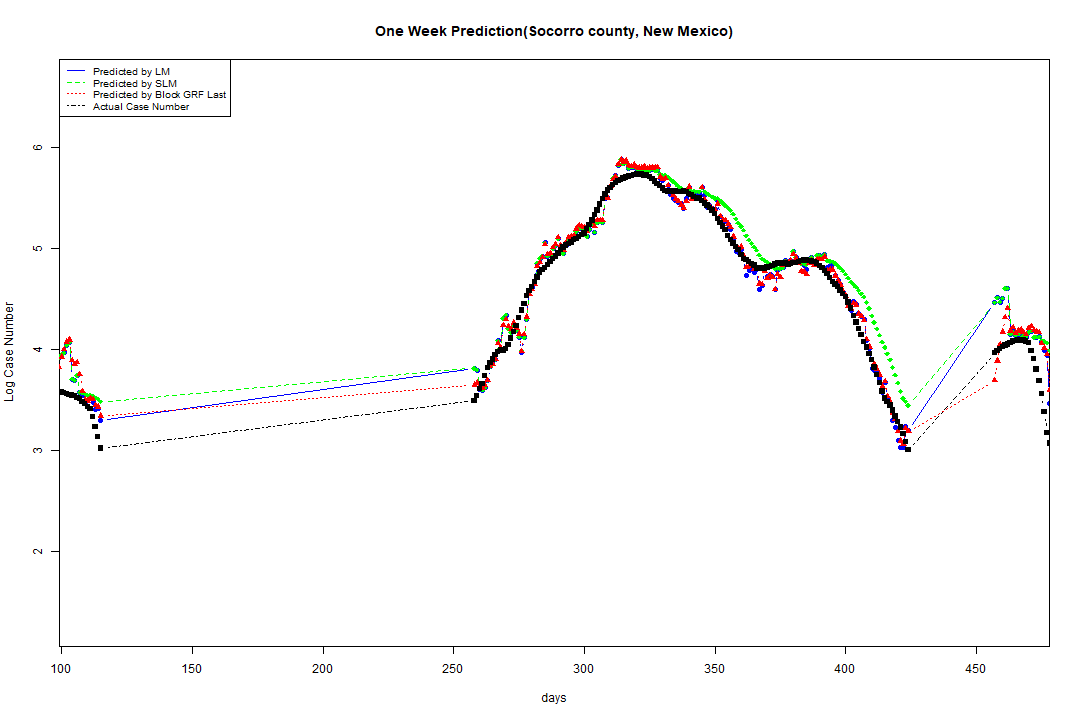 One Week Prediction(Socorro county, New Mexico)
Predicted by LM
Predicted by SLM
Predicted by Block GRF Last
Actual Case Number
6
5
4
3
2
Log Case Number
100 150 200 250 300 350 400 450
days